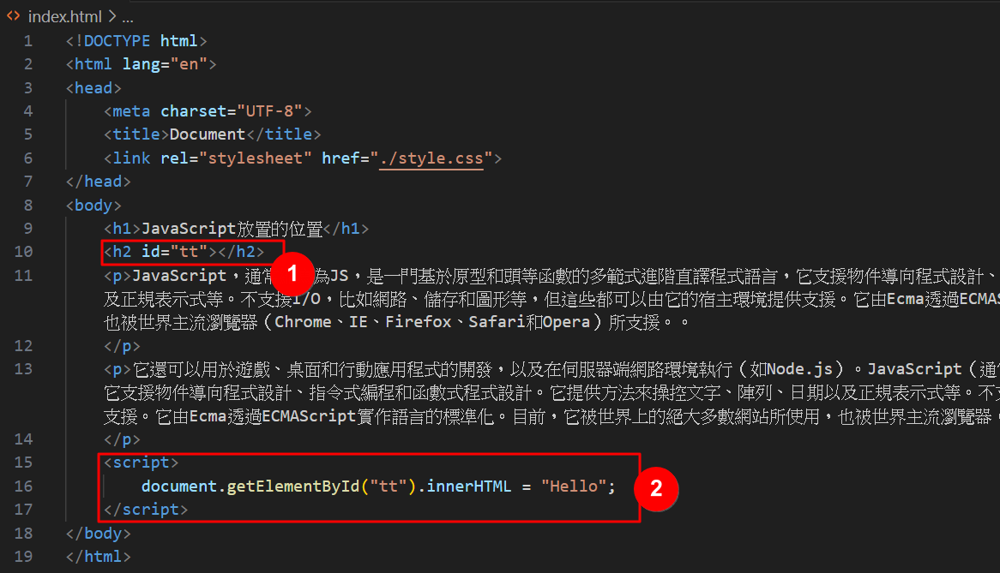 <> index.html > ...
1 <!DOCTYPE html>
2 <html lang="en">
3 <head>
4 <meta charset="UTF-8">
5 <title>Document</title>
6 <link rel="stylesheet" href="./style.css">
7 </head>
8 <body>
9 <h1>JavaScript放置的位置</h1>
10 <h2 id="tt"></h2>
1
11 <p>JavaScript，通常 為JS，是一門基於原型和頭等函數的多範式進階直譯程式語言，它支援物件導向程式設計、
及正規表示式等。不支援I/O，比如網路、儲存和圖形等，但這些都可以由它的宿主環境提供支援。它由Ecma透過ECMAS
也被世界主流瀏覽器（Chrome、IE、Firefox、Safari和Opera）所支援。。
12 </p>
13 <p>它還可以用於遊戲、桌面和行動應用程式的開發，以及在伺服器端網路環境執行（如Node.js）。JavaScript（通常
它支援物件導向程式設計、指令式編程和函數式程式設計。它提供方法來操控文字、陣列、日期以及正規表示式等。不支
支援。它由Ecma透過ECMAScript實作語言的標準化。目前，它被世界上的絕大多數網站所使用，也被世界主流瀏覽器
14 </p>
15 <script>
16 document.getElementById("tt").innerHTML = "Hello";
2
17 </script>
18 </body>
19 </html>